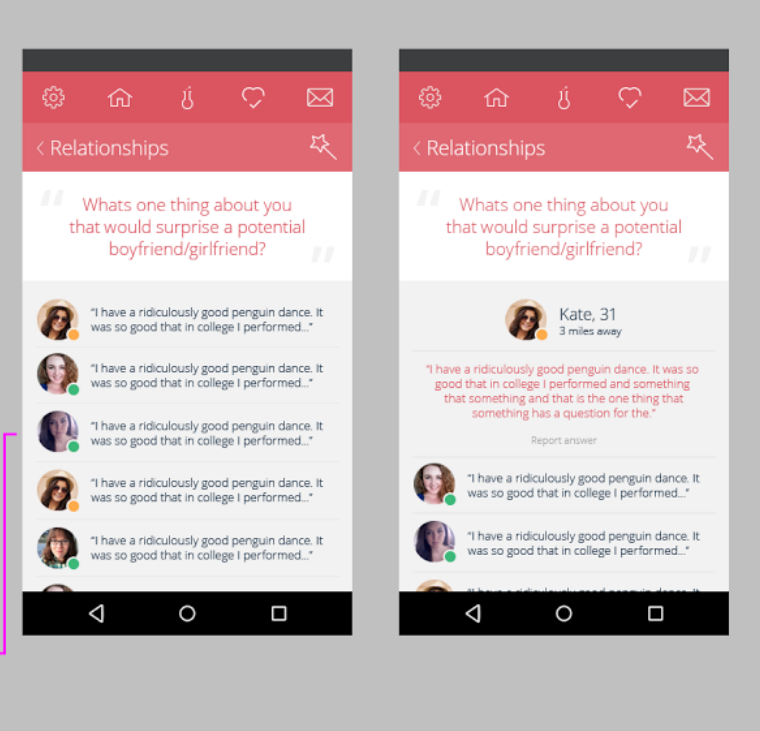 Relationships
Whats one thing about you
that would surprise a potential
boyfriend/girlfriend?
"I have a ridiculously good penguin dance. It
was so good that in college I performed..."
"I have a ridiculously good penguin dance. It
was so good that in college I performed..."
"I have a ridiculously good penguin dance. It
was so good that in college I performed..."
"I have a ridiculously good penguin dance. It
was so good that in college I performed..."
"I have a ridiculously good penguin dance. It
was so good that in college I performed..."
Relationships
Whats one thing about you
that would surprise a potential
boyfriend/girlfriend?
Kate, 31
3 miles away
"I have a ridiculously good penguin dance. It was so
good that in college I performed and something
that something and that is the one thing that
something has a question for the."
Report answer
"I have a ridiculously good penguin dance. It
was so good that in college I performed..."
"I have a ridiculously good penguin dance. It
was so good that in college I performed..."